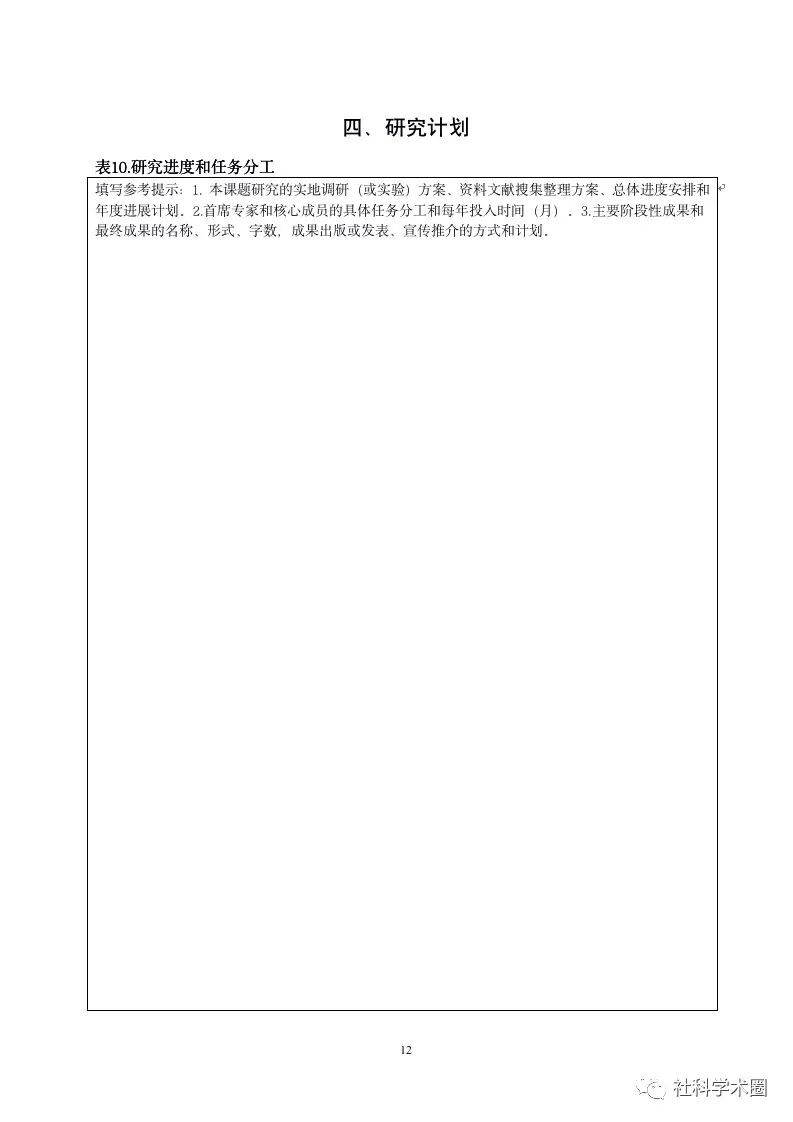 四、研究计划
表10.研究进度和任务分工
填写参考提示：1. 本课题研究的实地调研（或实验）方案、资料文献搜集整理方案、总体进度安排和
年度进展计划．2.首席专家和核心成员的具体任务分工和每年投入时间（月）．3.主要阶段性成果和
最终成果的名称、形式、字数，成果出版或发表、宣传推介的方式和计划．
12
社科学术圈